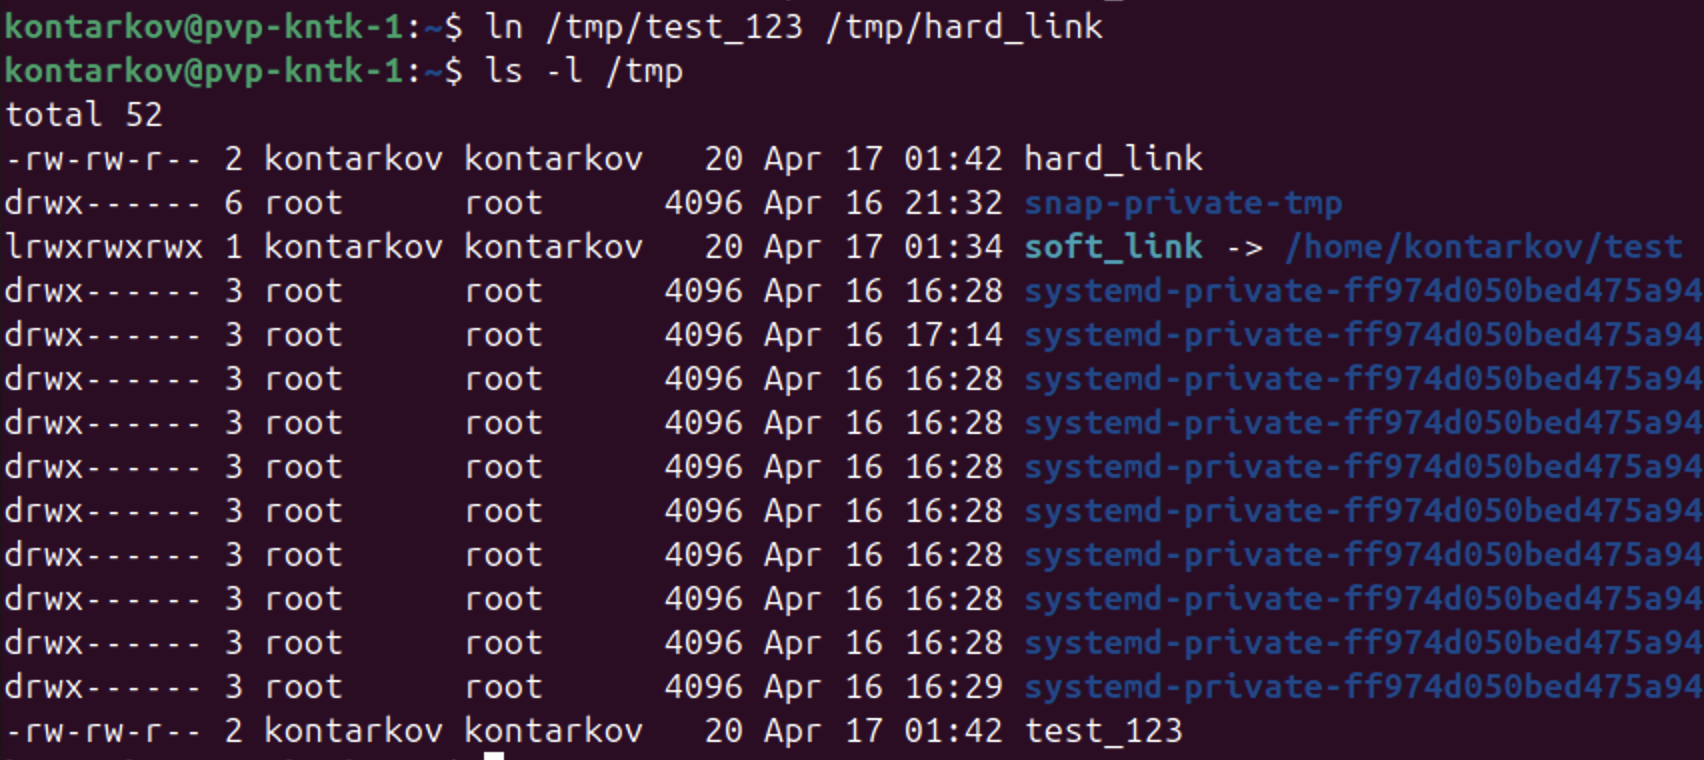 kontarkov@pvp-kntk-1:~$ ln /tmp/test_123 /tmp/hard_link
kontarkov@pvp-kntk-1:~$ ls -l /tmp
total 52
-rw-rw-r-- 2 kontarkov kontarkov   20 Apr 17 01:42 hard_link
drwx------ 6 root      root      4096 Apr 16 21:32 snap-private-tmp
lrwxrwxrwx 1 kontarkov kontarkov   20 Apr 17 01:34 soft_link -> /home/kontarkov/test
drwx------ 3 root      root      4096 Apr 16 16:28 systemd-private-ff974d050bed475a94
drwx------ 3 root      root      4096 Apr 16 17:14 systemd-private-ff974d050bed475a94
drwx------ 3 root      root      4096 Apr 16 16:28 systemd-private-ff974d050bed475a94
drwx------ 3 root      root      4096 Apr 16 16:28 systemd-private-ff974d050bed475a94
drwx------ 3 root      root      4096 Apr 16 16:28 systemd-private-ff974d050bed475a94
drwx------ 3 root      root      4096 Apr 16 16:28 systemd-private-ff974d050bed475a94
drwx------ 3 root      root      4096 Apr 16 16:28 systemd-private-ff974d050bed475a94
drwx------ 3 root      root      4096 Apr 16 16:28 systemd-private-ff974d050bed475a94
drwx------ 3 root      root      4096 Apr 16 16:28 systemd-private-ff974d050bed475a94
drwx------ 3 root      root      4096 Apr 16 16:29 systemd-private-ff974d050bed475a94
-rw-rw-r-- 2 kontarkov kontarkov   20 Apr 17 01:42 test_123